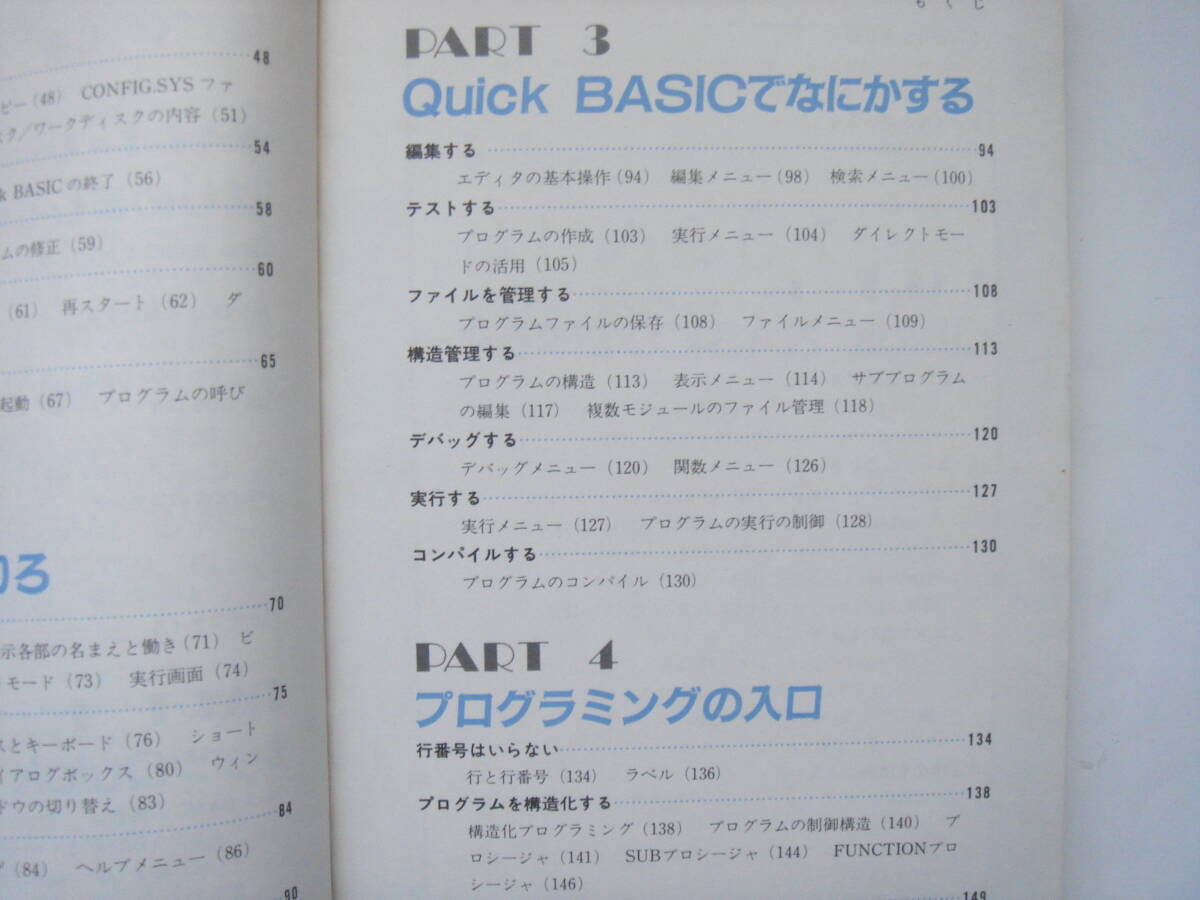 48
ピー (48) CONFIG.SYS ファ
スク／ワークディスクの内容 (51)
54
k BASICの終了 (56)
58
ムの修正 (59)
60
(61) 再スタート (62) ダ
65
起動 (67) プログラムの呼び
70
示各部の名まえと働き (71) ビ
モード (73) 実行画面 (74)
75
スとキーボード (76) ショート
イアログボックス (80) ウィン
ドウの切り替え (83)
84
(84) ヘルプメニュー (86)
90
もくじ
PART 3
Quick BASICでなにかする
編集する 94
エディタの基本操作 (94) 編集メニュー (98) 検索メニュー (100)
テストする 103
プログラムの作成 (103) 実行メニュー (104) ダイレクトモー
ドの活用 (105)
ファイルを管理する 108
プログラムファイルの保存 (108) ファイルメニュー (109)
構造管理する 113
プログラムの構造 (113) 表示メニュー (114) サブプログラム
の編集 (117) 複数モジュールのファイル管理 (118)
デバッグする 120
デバッグメニュー (120) 関数メニュー (126)
実行する 127
実行メニュー (127) プログラムの実行の制御 (128)
コンパイルする 130
プログラムのコンパイル (130)
PART 4
プログラミングの入口
行番号はいらない 134
行と行番号 (134) ラベル (136)
プログラムを構造化する 138
構造化プログラミング (138) プログラムの制御構造 (140) プ
ロシージャ (141) SUBプロシージャ (144) FUNCTIONプロ
シージャ (146)
149